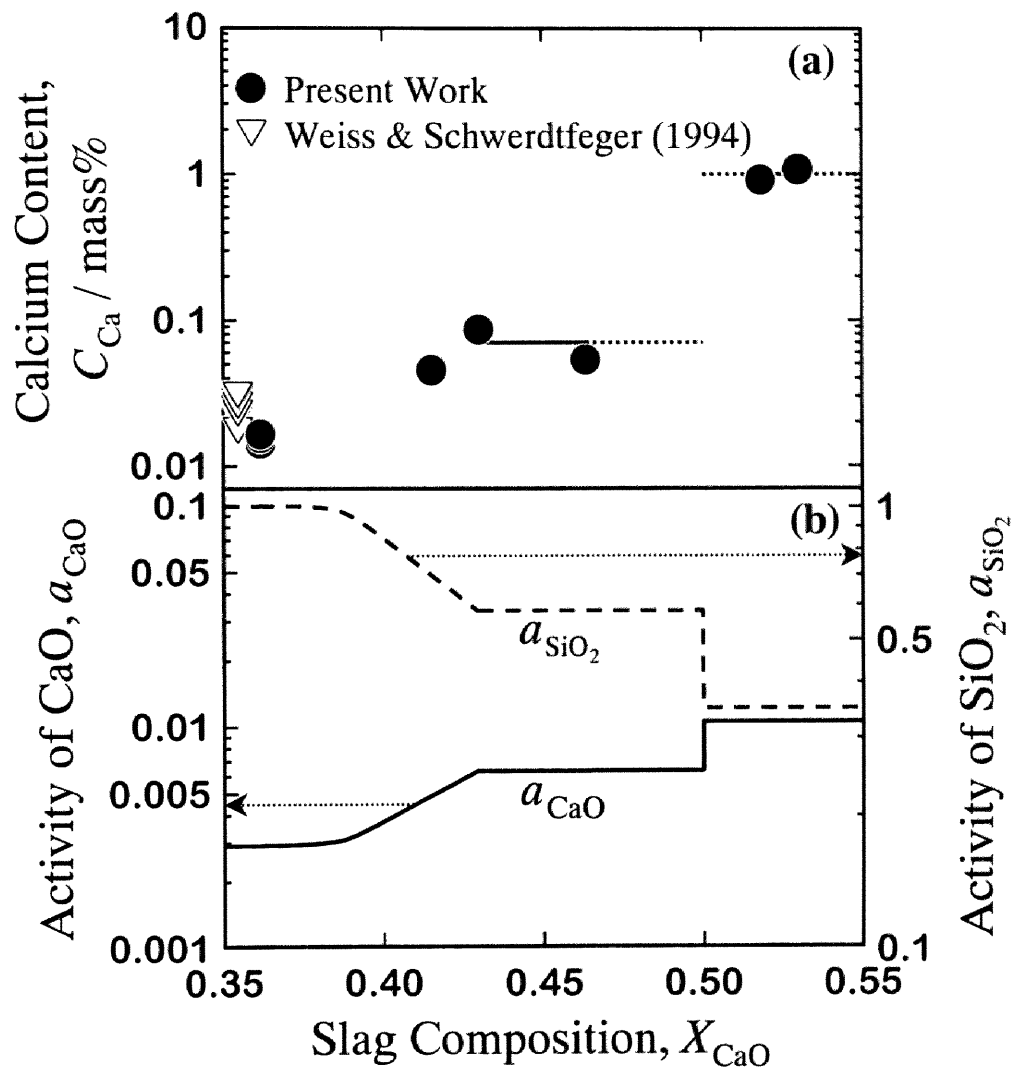 10
(a)
Present Work
Weiss & Schwerdtfeger (1994)
1
0.1
0.01
Calcium Content,
C_Ca / mass%
0.1
(b)
1
0.05
a_SiO₂
0.5
0.01
0.005
a_CaO
0.001
0.1
Activity of CaO, a_CaO
Activity of SiO₂, a_SiO₂
0.35 0.40 0.45 0.50 0.55
Slag Composition, X_CaO